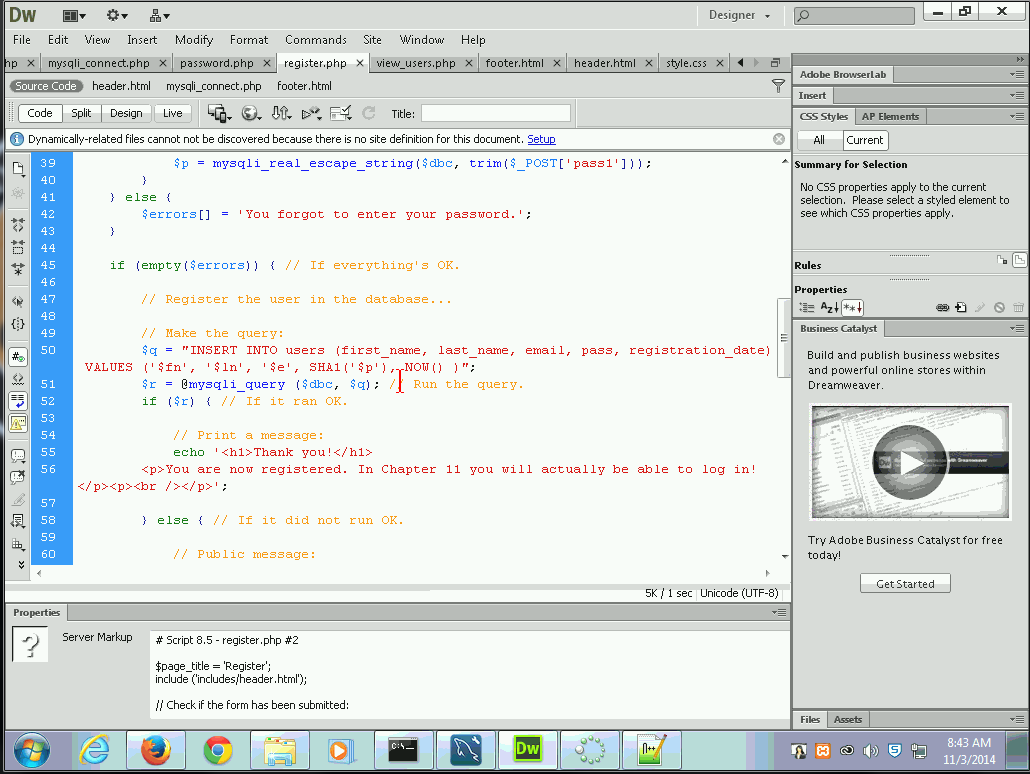 Dw
Designer
File Edit View Insert Modify Format Commands Site Window Help
hp × mysqli_connect.php × password.php × register.php × view_users.php × footer.html × header.html × style.css ×
Source Code header.html mysqli_connect.php footer.html
Code Split Design Live Title:
Dynamically-related files cannot not be discovered because there is no site definition for this document. Setup
39 $p = mysqli_real_escape_string($dbc, trim($_POST['pass1']));
40 }
41 } else {
42 $errors[] = 'You forgot to enter your password.';
43 }
44
45 if (empty($errors)) { // If everything's OK.
46
47 // Register the user in the database...
48
49 // Make the query:
50 $q = "INSERT INTO users (first_name, last_name, email, pass, registration_date)
VALUES ('$fn', '$ln', '$e', SHA1('$p'), NOW() )";
51 $r = @mysqli_query ($dbc, $q); // Run the query.
52 if ($r) { // If it ran OK.
53
54 // Print a message:
55 echo '<h1>Thank you!</h1>
56 <p>You are now registered. In Chapter 11 you will actually be able to log in!
</p><p><br /></p>';
57
58 } else { // If it did not run OK.
59
60 // Public message:
5K / 1 sec Unicode (UTF-8)
Properties
Server Markup
# Script 8.5 - register.php #2
$page_title = 'Register';
include ('includes/header.html');
// Check if the form has been submitted:
Adobe BrowserLab
Insert
CSS Styles AP Elements
All Current
Summary for Selection
No CSS properties apply to the current
selection. Please select a styled element to
see which CSS properties apply.
Rules
Properties
Az↓ **↓
Business Catalyst
Build and publish business websites
and powerful online stores within
Dreamweaver.
Try Adobe Business Catalyst for free
today!
Get Started
Files Assets
C:\
Dw
8:43 AM
11/3/2014